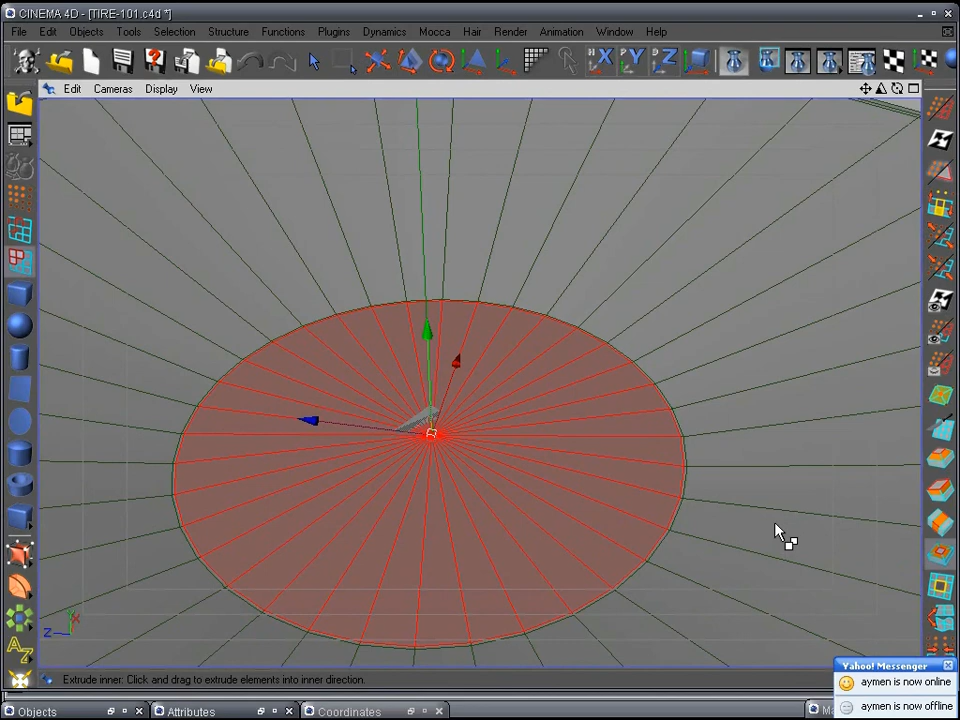 CINEMA 4D - [TIRE-101.c4d *]
File Edit Objects Tools Selection Structure Functions Plugins Dynamics Mocca Hair Render Animation Window Help
X Y Z
Edit Cameras Display View
Z X
Extrude inner: Click and drag to extrude elements into inner direction.
Yahoo! Messenger
aymen is now online
aymen is now offline
Objects Attributes Coordinates